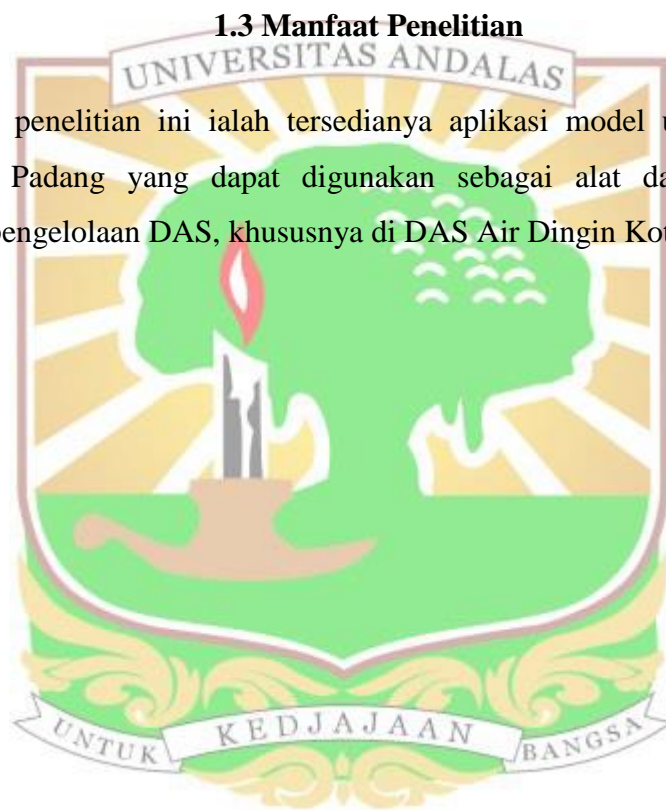 1.3 Manfaat Penelitian
UNIVERSITAS ANDALAS
penelitian ini ialah tersedianya aplikasi model
Padang yang dapat digunakan sebagai alat
pengelolaan DAS, khususnya di DAS Air Dingin
UNTUK KEDJAJAAN BANGSA